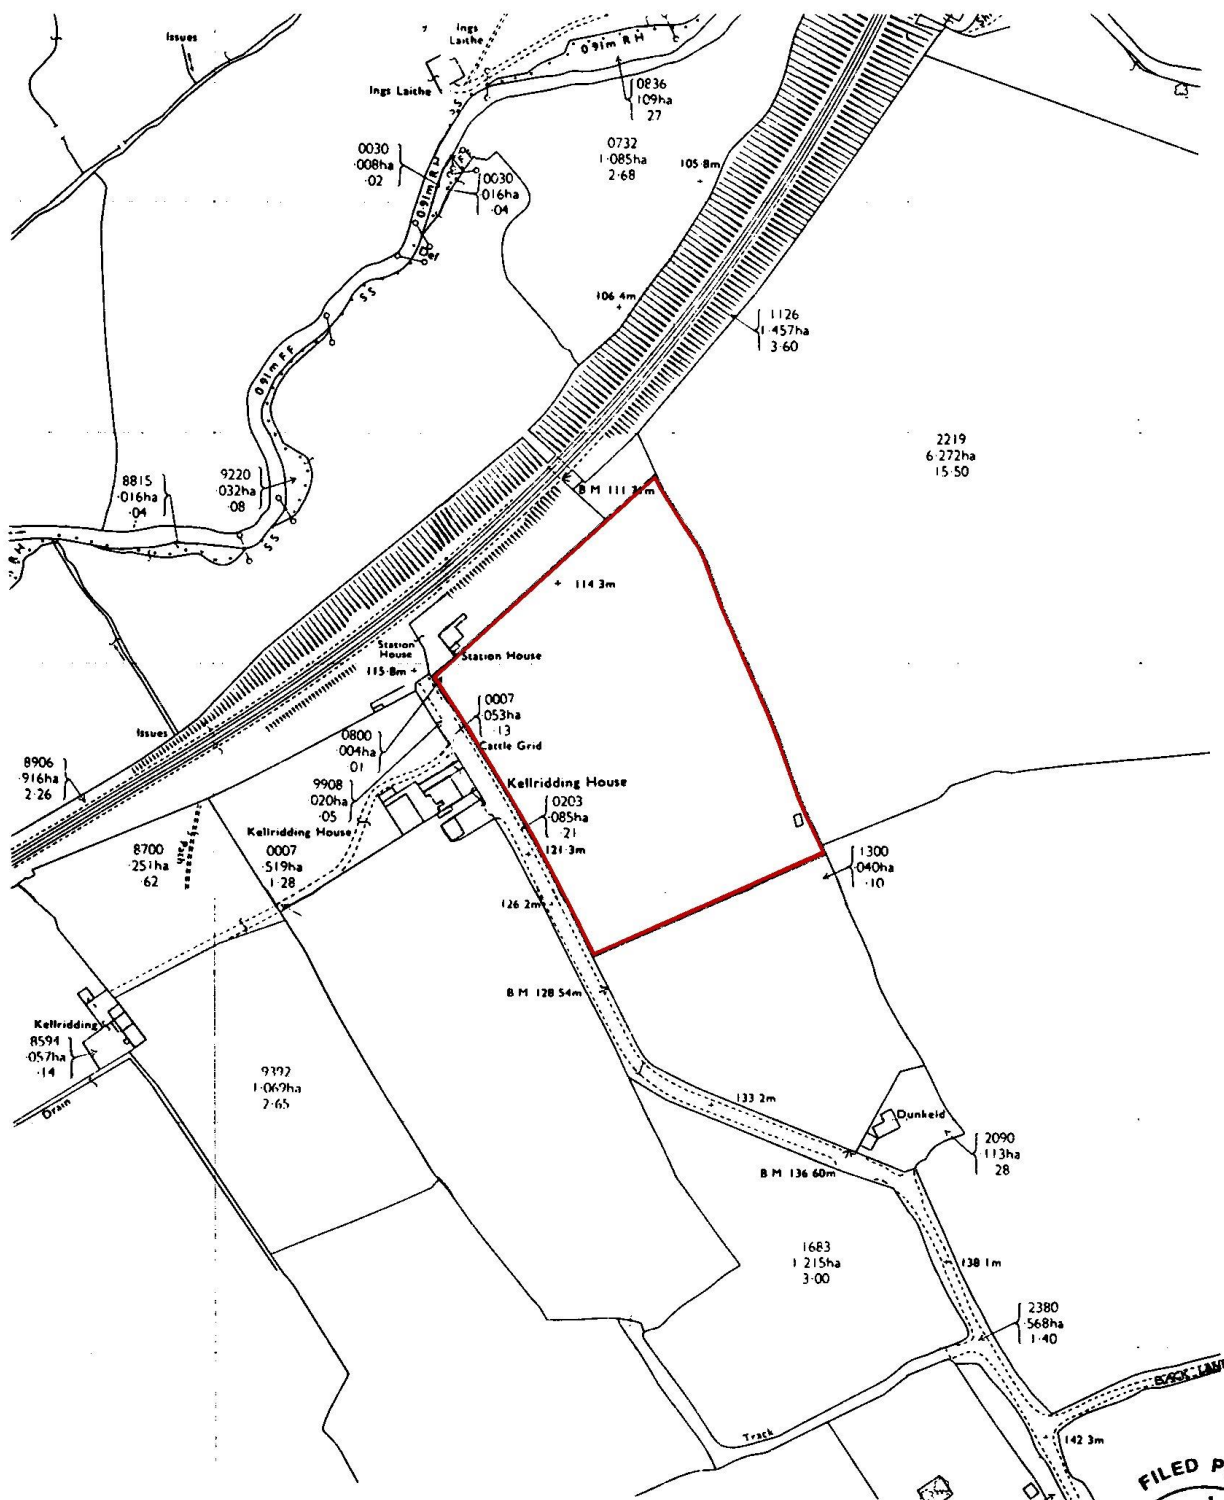 Issues
Ings
Laithe
Ings Laithe
0.91m R H
0836
·109ha
·27
0732
1·085ha
2·68
105·8m
0030
·008ha
·02
0·91m R H
0030
·016ha
·04
Def
106·4m
S S
0·91m F F
1126
1·457ha
3·60
2219
6·272ha
15·50
8815
·016ha
·04
9220
·032ha
·08
S S
R H
B M
114·3m
Station
House
Station House
115·8m
0007
·053ha
·13
Cattle Grid
Issues
0800
·004ha
·01
8906
·916ha
2·26
9908
·020ha
·05
Kellridding House
0203
·085ha
·21
Kellridding House
0007
·519ha
1·28
8700
·251ha
·62
Path
121·3m
1300
·040ha
·10
126·2m
B M 128·54m
Kellridding
8594
·057ha
·14
Drain
9392
1·069ha
2·65
133·2m
Dunkeld
2090
·113ha
·28
B M 136·60m
1683
1·215ha
3·00
138·1m
2380
·568ha
1·40
Track
142·3m
FILED P